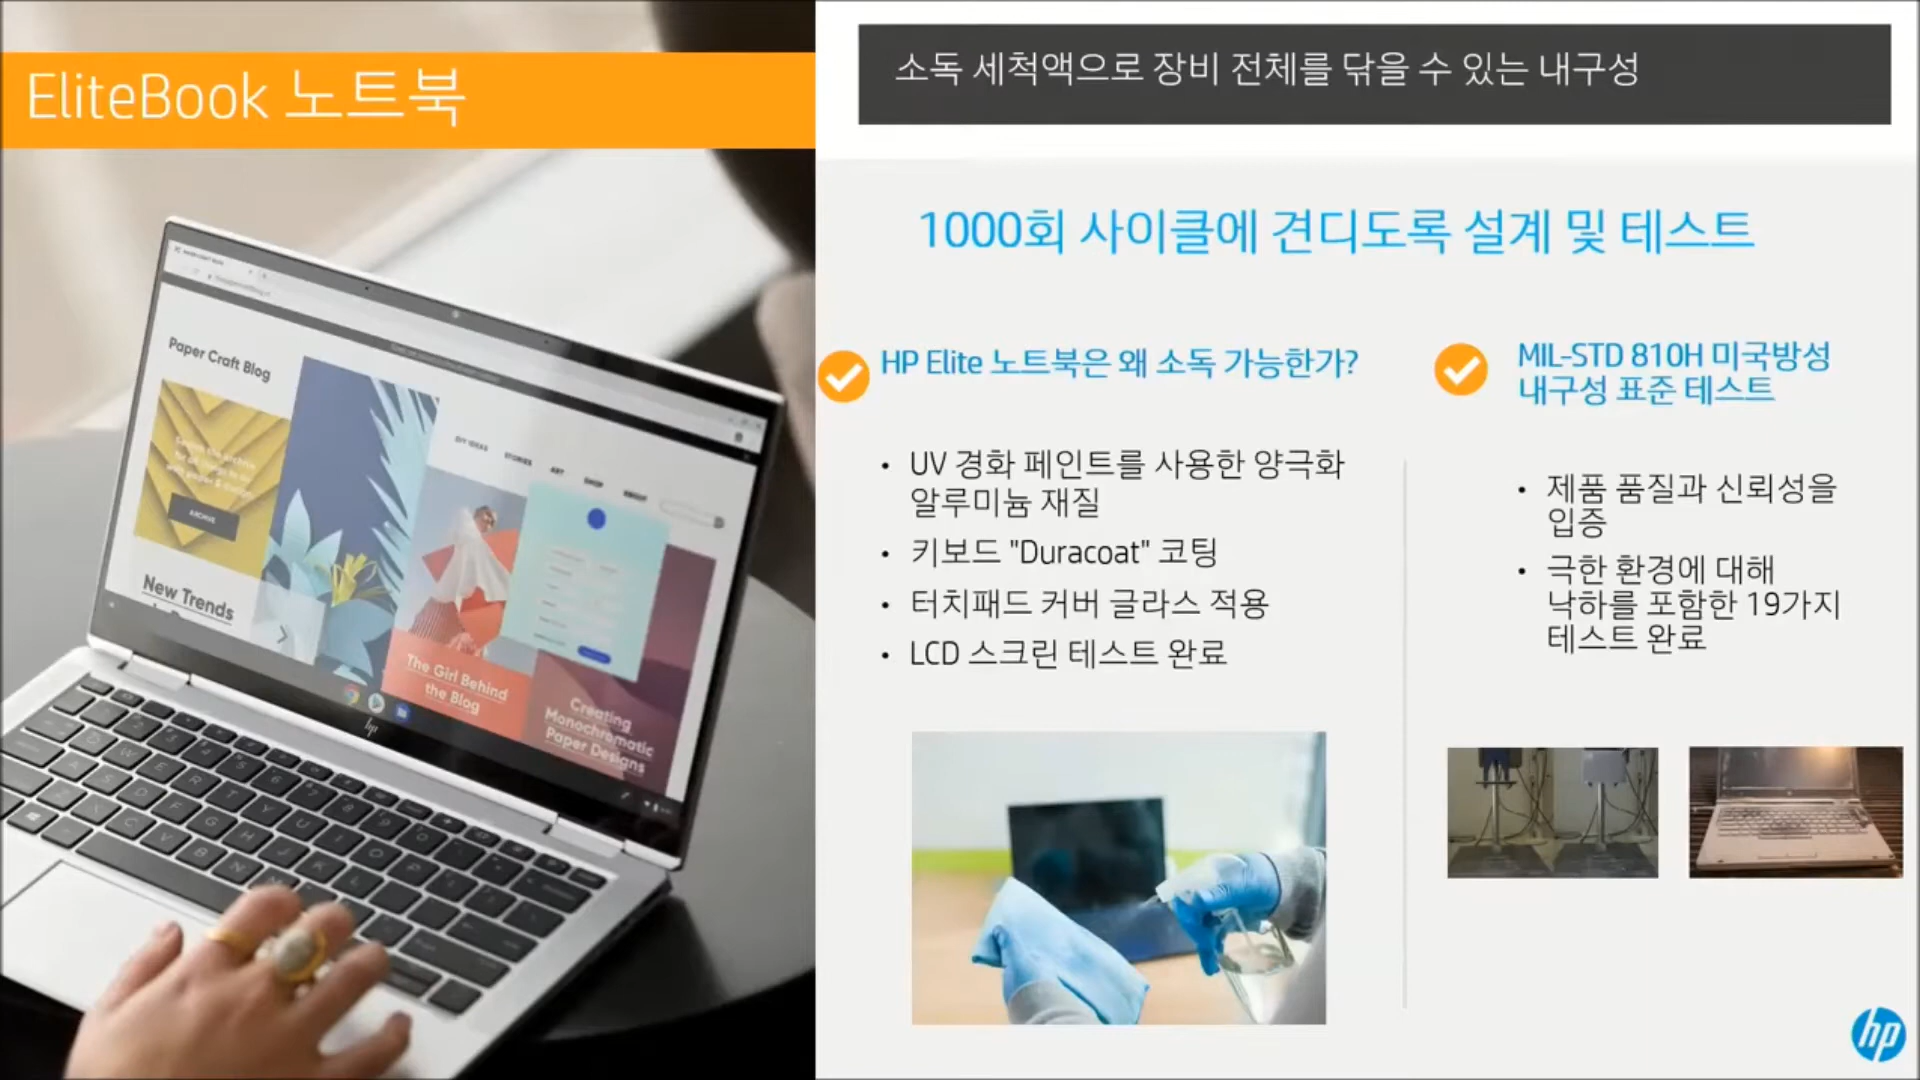 EliteBook 노트북
소독 세척액으로 장비 전체를 닦을 수 있는 내구성
1000회 사이클에 견디도록 설계 및 테스트
HP Elite 노트북은 왜 소독 가능한가?
• UV 경화 페인트를 사용한 양극화
알루미늄 재질
• 키보드 "Duracoat" 코팅
• 터치패드 커버 글라스 적용
• LCD 스크린 테스트 완료
MIL-STD 810H 미국방성
내구성 표준 테스트
• 제품 품질과 신뢰성을
입증
• 극한 환경에 대해
낙하를 포함한 19가지
테스트 완료
Paper Craft Blog
ARCHIVE
New Trends
DIY IDEAS
STORIES
ART
SHOP
ABOUT
The Girl Behind
the Blog
Creating
Monochromatic
Paper Designs
hp
hp